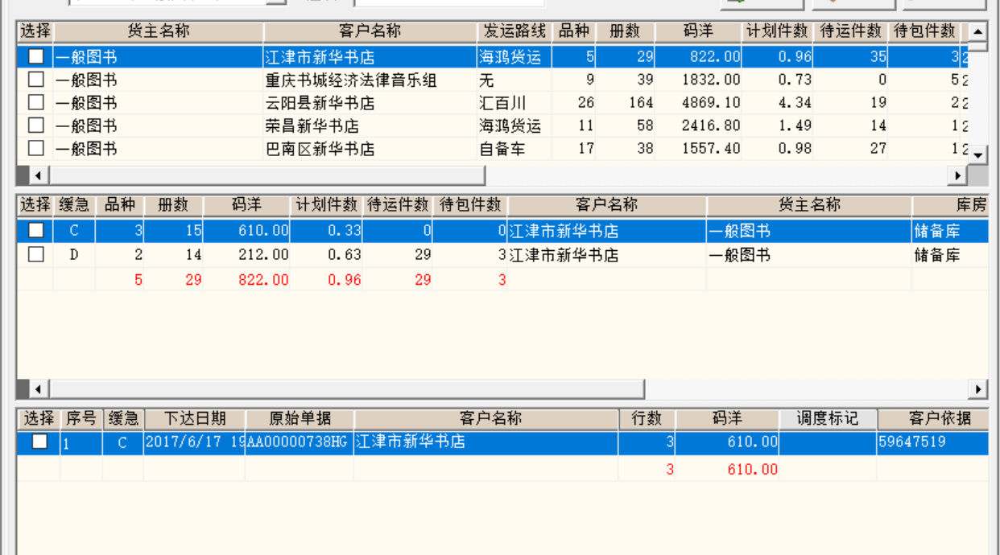 选择 货主名称 客户名称 发运路线 品种 册数 码洋 计划件数 待运件数 待包件数
一般图书 江津市新华书店 海鸿货运 5 29 822.00 0.96 35 3
一般图书 重庆书城经济法律音乐组 无 9 39 1832.00 0.73 0 5
一般图书 云阳县新华书店 汇百川 26 164 4869.10 4.34 19 2
一般图书 荣昌新华书店 海鸿货运 11 58 2416.80 1.49 14 1
一般图书 巴南区新华书店 自备车 17 38 1557.40 0.98 27 1
选择 缓急 品种 册数 码洋 计划件数 待运件数 待包件数 客户名称 货主名称 库房
C 3 15 610.00 0.33 0 0 江津市新华书店 一般图书 储备库
D 2 14 212.00 0.63 29 3 江津市新华书店 一般图书 储备库
5 29 822.00 0.96 29 3
选择 序号 缓急 下达日期 原始单据 客户名称 行数 码洋 调度标记 客户依据
1 C 2017/6/17 19 AA00000738HG 江津市新华书店 3 610.00 59647519
3 610.00